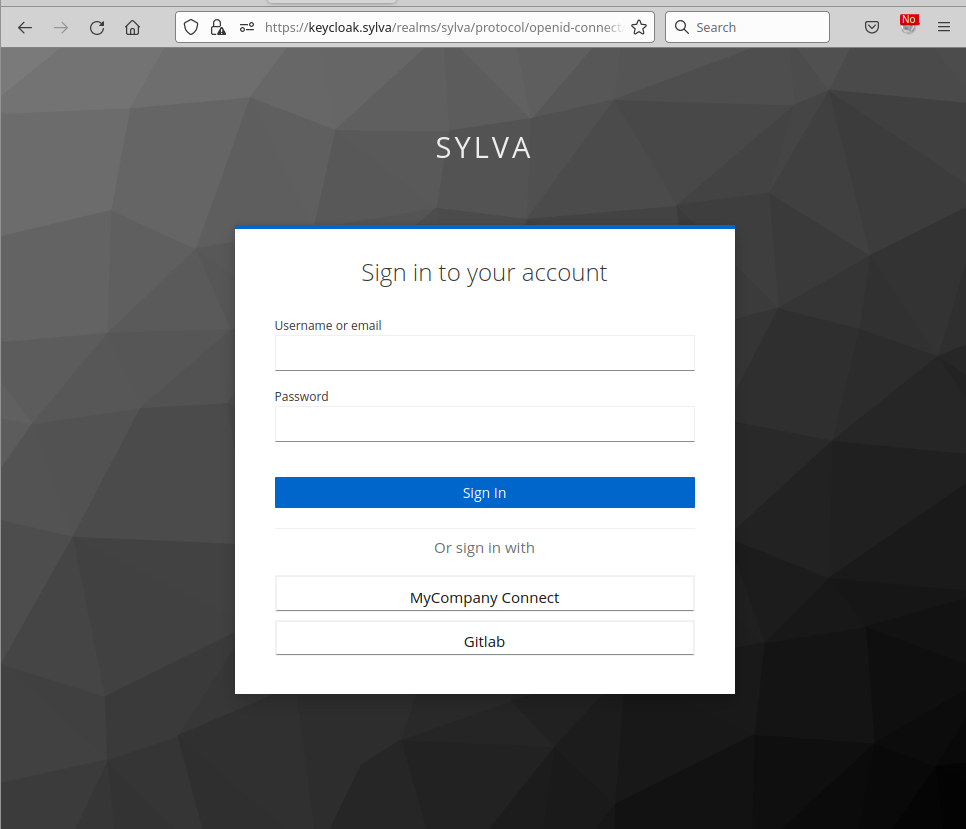 https://keycloak.sylva/realms/sylva/protocol/openid-connect
Search
No
SYLVA
Sign in to your account
Username or email
Password
Sign In
Or sign in with
MyCompany Connect
Gitlab